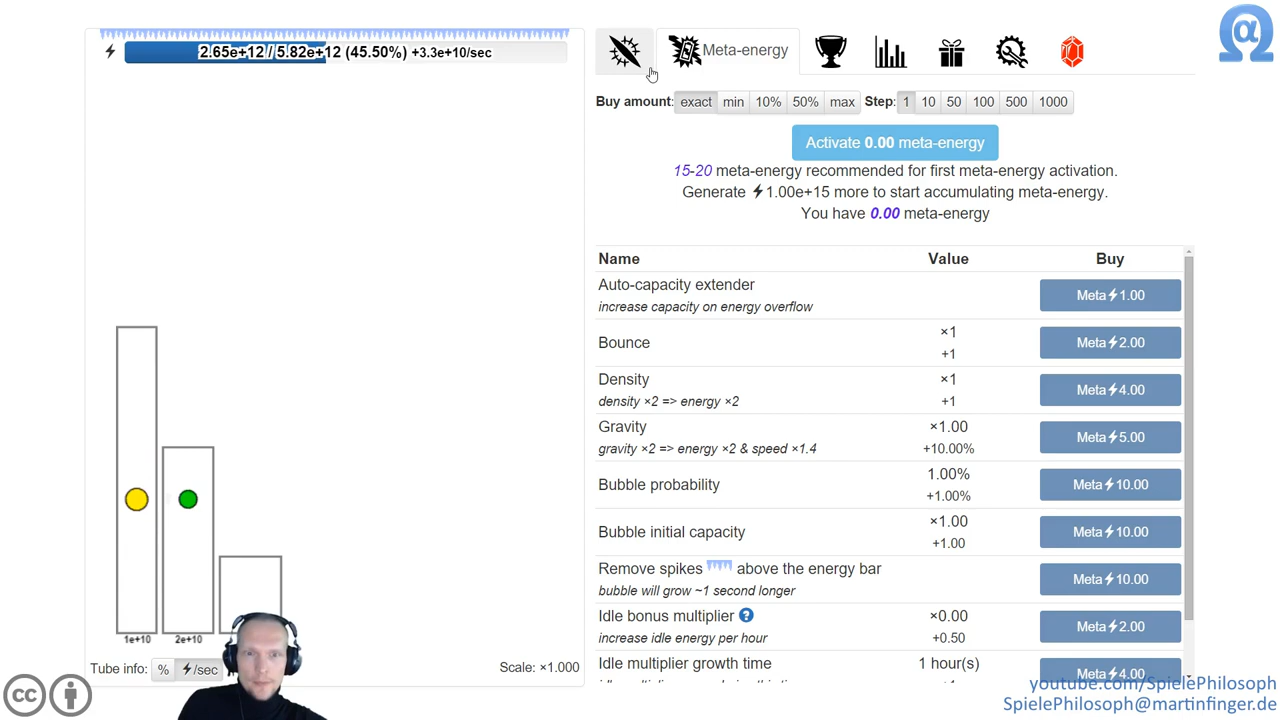 2.65e+12 / 5.82e+12 (45.50%) +3.3e+10/sec
Meta-energy
Buy amount: exact min 10% 50% max Step: 1 10 50 100 500 1000
Activate 0.00 meta-energy
15-20 meta-energy recommended for first meta-energy activation.
Generate 1.00e+15 more to start accumulating meta-energy.
You have 0.00 meta-energy
Name Value Buy
Auto-capacity extender
increase capacity on energy overflow
Meta 1.00
Bounce
×1
+1
Meta 2.00
Density
density ×2 => energy ×2
×1
+1
Meta 4.00
Gravity
gravity ×2 => energy ×2 & speed ×1.4
×1.00
+10.00%
Meta 5.00
Bubble probability
1.00%
+1.00%
Meta 10.00
Bubble initial capacity
×1.00
+1.00
Meta 10.00
Remove spikes above the energy bar
bubble will grow ~1 second longer
Meta 10.00
Idle bonus multiplier ?
increase idle energy per hour
×0.00
+0.50
Meta 2.00
Idle multiplier growth time
1 hour(s)
Meta 4.00
1e+10 2e+10
Tube info: % /sec
Scale: ×1.000
cc
youtube.com/SpielePhilosoph
SpielePhilosoph@martinfinger.de